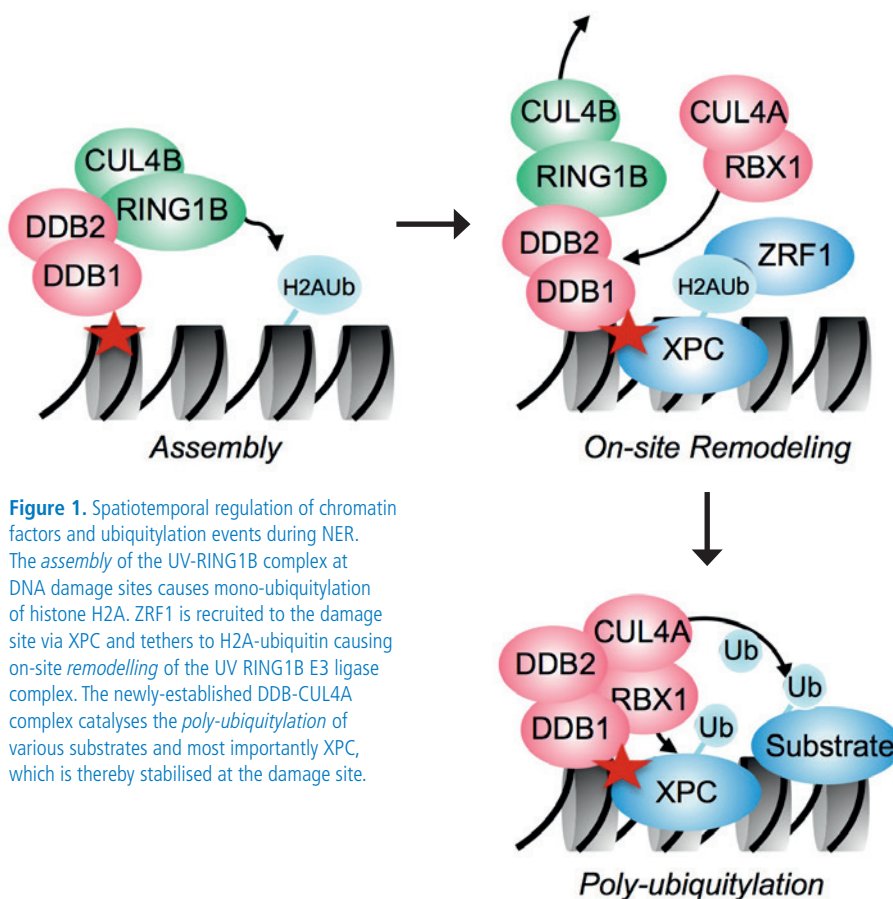 CUL4B
RING1B
DDB2
DDB1
H2AUb
Assembly
CUL4B
CUL4A
RING1B
RBX1
DDB2
ZRF1
DDB1
H2AUb
XPC
On-site Remodeling
Figure 1. Spatiotemporal regulation of chromatin
factors and ubiquitylation events during NER.
The assembly of the UV-RING1B complex at
DNA damage sites causes mono-ubiquitylation
of histone H2A. ZRF1 is recruited to the damage
site via XPC and tethers to H2A-ubiquitin causing
on-site remodelling of the UV RING1B E3 ligase
complex. The newly-established DDB-CUL4A
complex catalyses the poly-ubiquitylation of
various substrates and most importantly XPC,
which is thereby stabilised at the damage site.
CUL4A
DDB2
Ub
Ub
RBX1
DDB1
Ub
Substrate
XPC
Poly-ubiquitylation